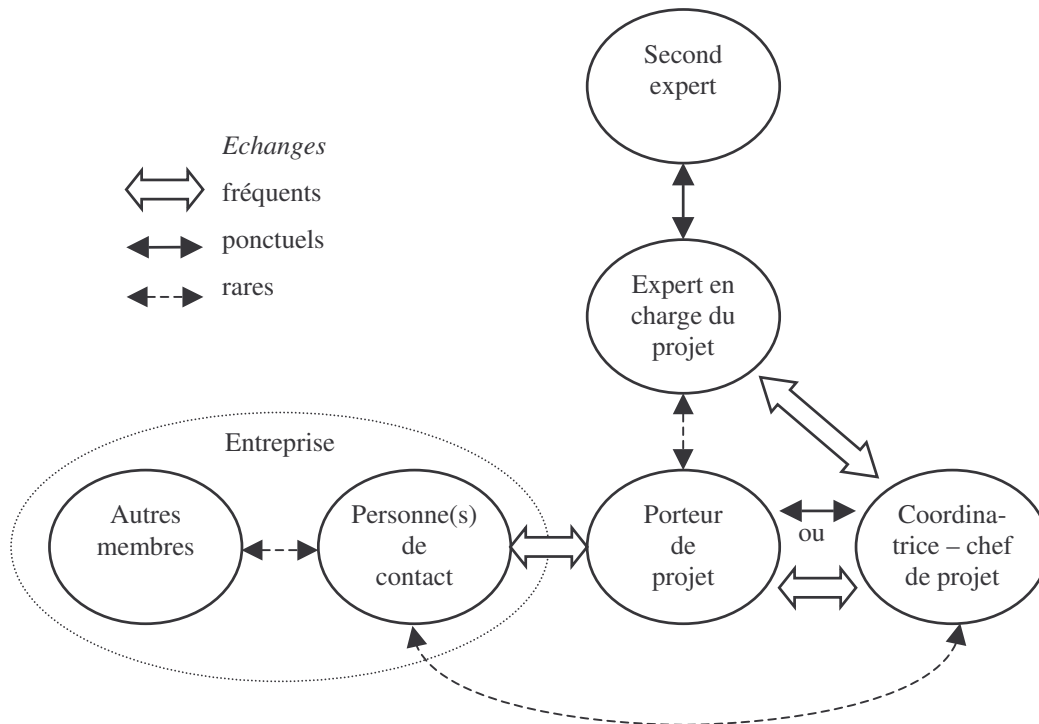 Second
expert
Echanges
fréquents
ponctuels
rares
Expert en
charge du
projet
Entreprise
Autres
membres
Personne(s)
de
contact
Porteur
de
projet
ou
Coordina-
trice – chef
de projet